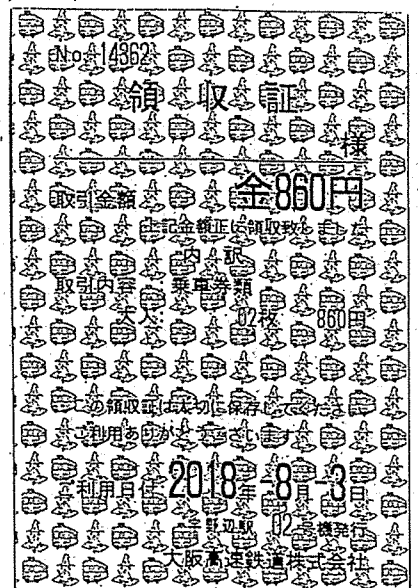 No. 14362
領収証
様
取引金額 金860円
上記金額正に領収致しました
内訳
取引内容 乗車券類
大人 02枚 860円
この領収証は大切に保存してください
ご利用ありがとうございます
利用日付 2018年-8月-3日
宇野辺駅 02号機発行
大阪高速鉄道株式会社